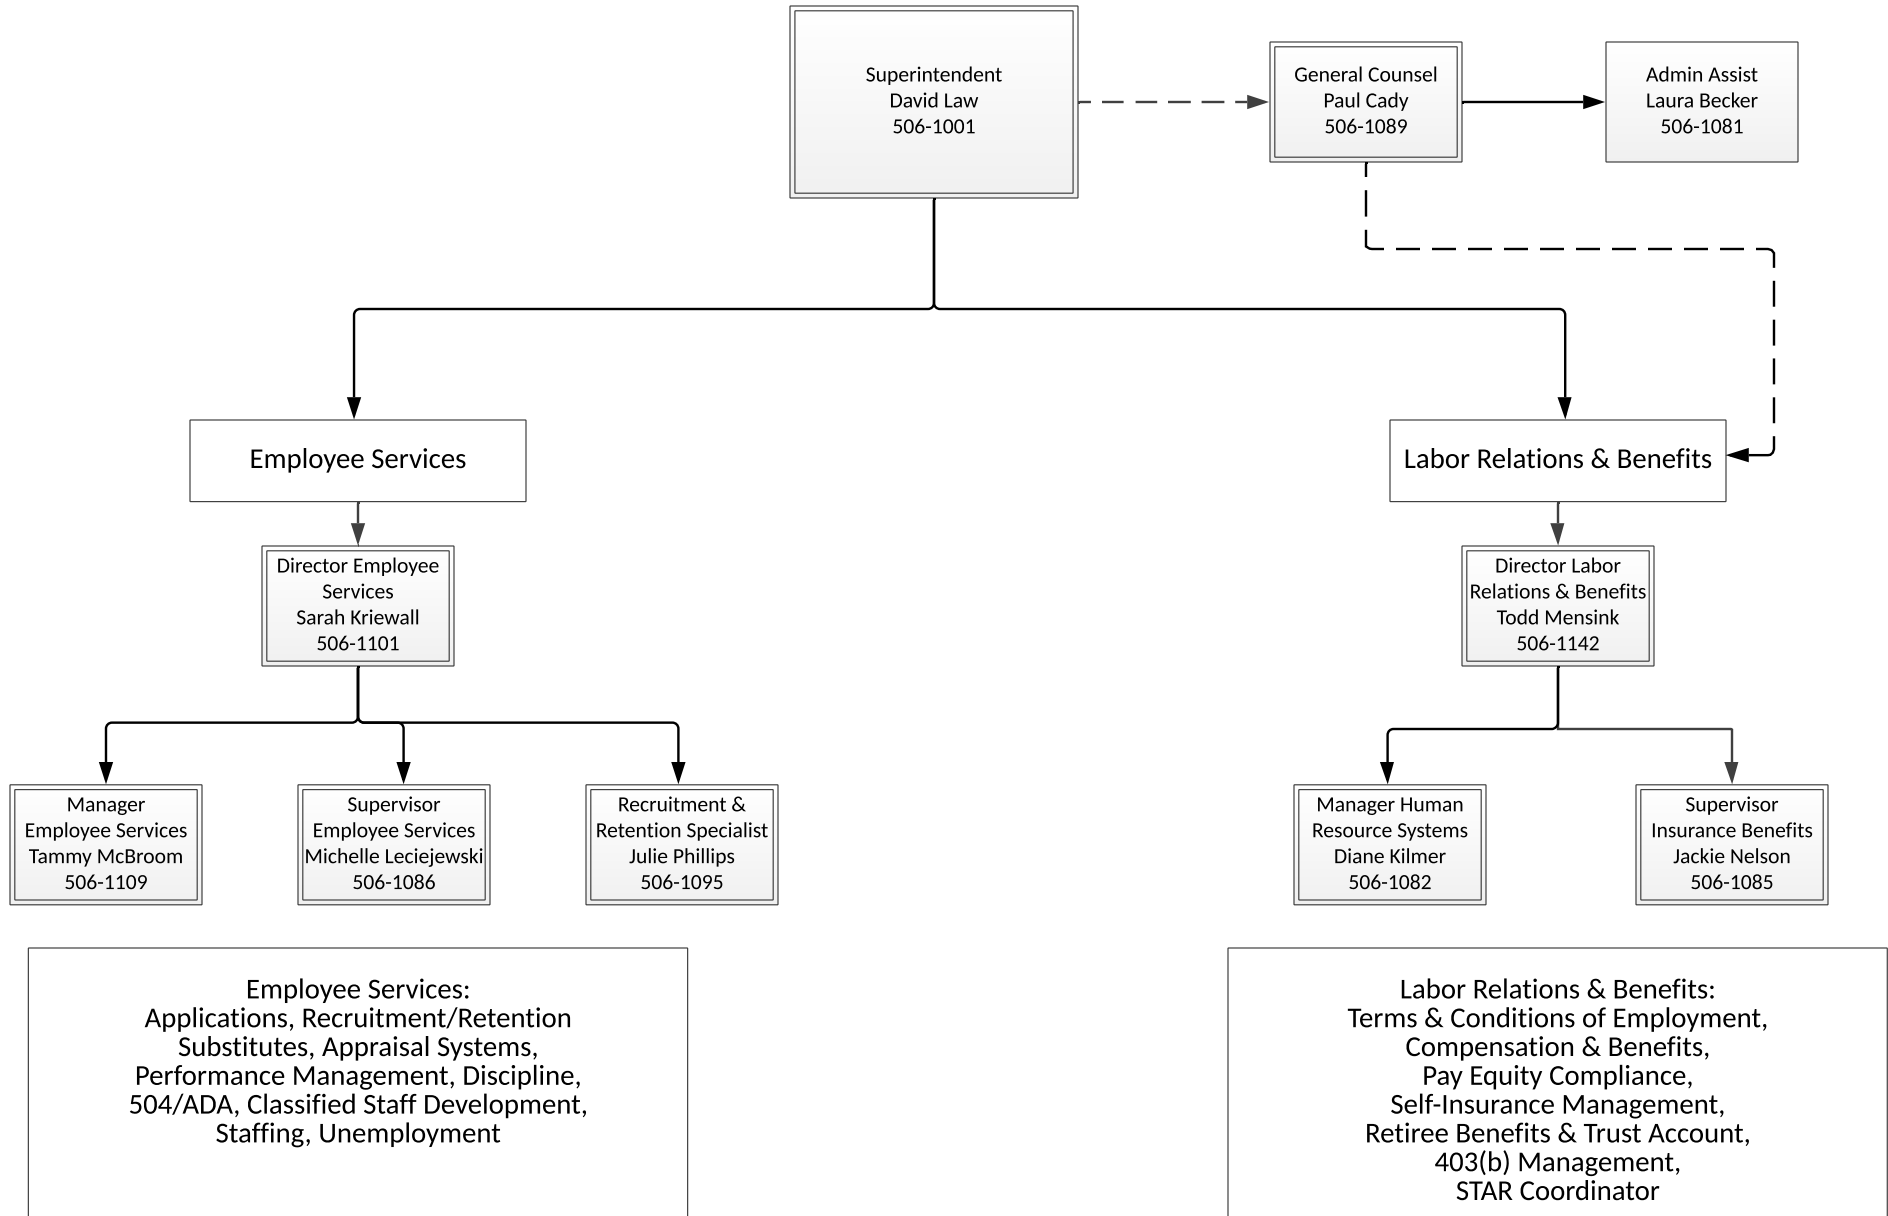 Superintendent
David Law
506-1001
General Counsel
Paul Cady
506-1089
Admin Assist
Laura Becker
506-1081
Employee Services
Labor Relations & Benefits
Director Employee
Services
Sarah Kriewall
506-1101
Director Labor
Relations & Benefits
Todd Mensink
506-1142
Manager
Employee Services
Tammy McBroom
506-1109
Supervisor
Employee Services
Michelle Leciejewski
506-1086
Recruitment &
Retention Specialist
Julie Phillips
506-1095
Manager Human
Resource Systems
Diane Kilmer
506-1082
Supervisor
Insurance Benefits
Jackie Nelson
506-1085
Employee Services:
Applications, Recruitment/Retention
Substitutes, Appraisal Systems,
Performance Management, Discipline,
504/ADA, Classified Staff Development,
Staffing, Unemployment
Labor Relations & Benefits:
Terms & Conditions of Employment,
Compensation & Benefits,
Pay Equity Compliance,
Self-Insurance Management,
Retiree Benefits & Trust Account,
403(b) Management,
STAR Coordinator